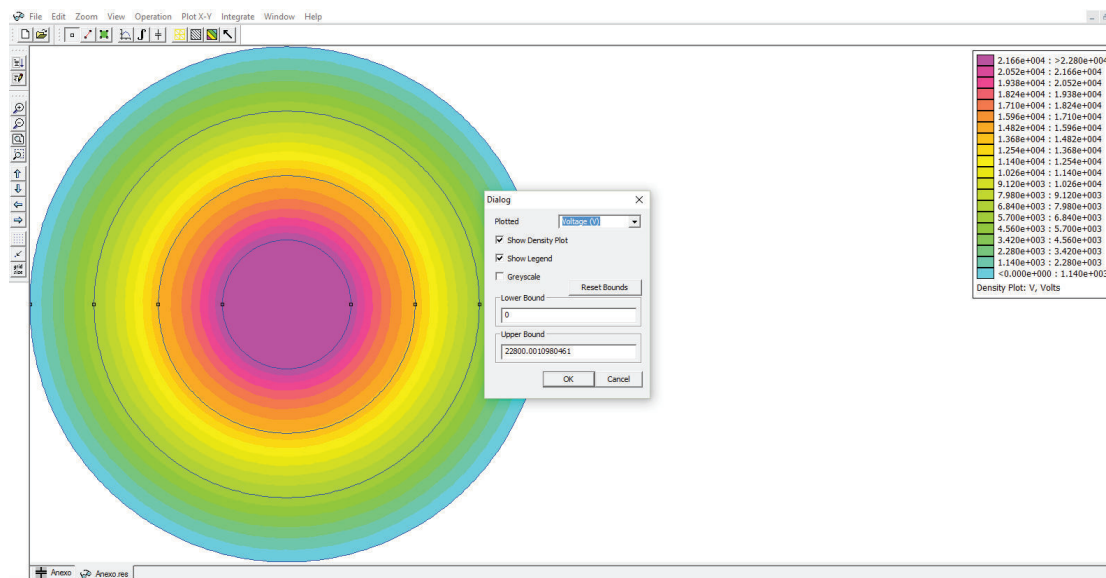 File Edit Zoom View Operation Plot X-Y Integrate Window Help
2.166e+004 : >2.280e+004
2.052e+004 : 2.166e+004
1.938e+004 : 2.052e+004
1.824e+004 : 1.938e+004
1.710e+004 : 1.824e+004
1.596e+004 : 1.710e+004
1.482e+004 : 1.596e+004
1.368e+004 : 1.482e+004
1.254e+004 : 1.368e+004
1.140e+004 : 1.254e+004
1.026e+004 : 1.140e+004
9.120e+003 : 1.026e+004
7.980e+003 : 9.120e+003
6.840e+003 : 7.980e+003
5.700e+003 : 6.840e+003
4.560e+003 : 5.700e+003
3.420e+003 : 4.560e+003
2.280e+003 : 3.420e+003
1.140e+003 : 2.280e+003
<0.000e+000 : 1.140e+003
Density Plot: V, Volts
Dialog
Plotted Voltage (V)
Show Density Plot
Show Legend
Greyscale
Reset Bounds
Lower Bound
0
Upper Bound
22800.0010980461
OK Cancel
grid
size
Anexo Anexo.res